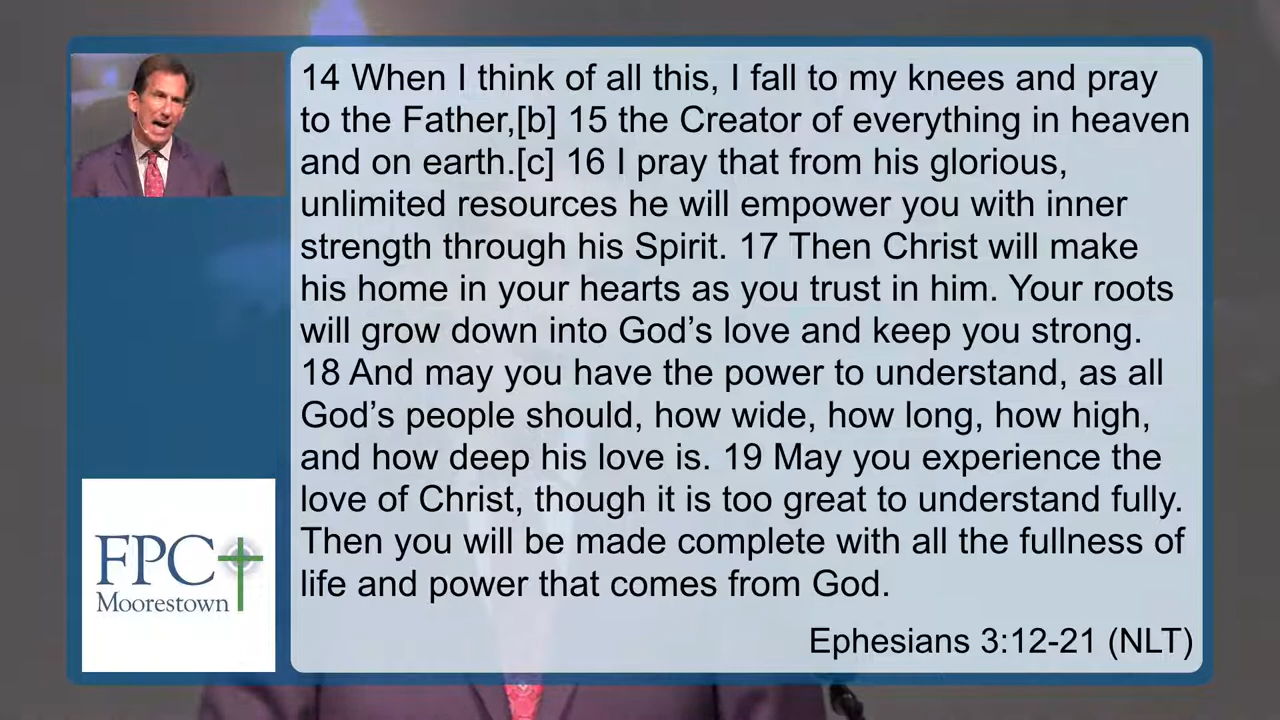 14 When I think of all this, I fall to my knees and pray
to the Father,[b] 15 the Creator of everything in heaven
and on earth.[c] 16 I pray that from his glorious,
unlimited resources he will empower you with inner
strength through his Spirit. 17 Then Christ will make
his home in your hearts as you trust in him. Your roots
will grow down into God’s love and keep you strong.
18 And may you have the power to understand, as all
God’s people should, how wide, how long, how high,
and how deep his love is. 19 May you experience the
love of Christ, though it is too great to understand fully.
Then you will be made complete with all the fullness of
life and power that comes from God.
Ephesians 3:12-21 (NLT)
FPC
Moorestown